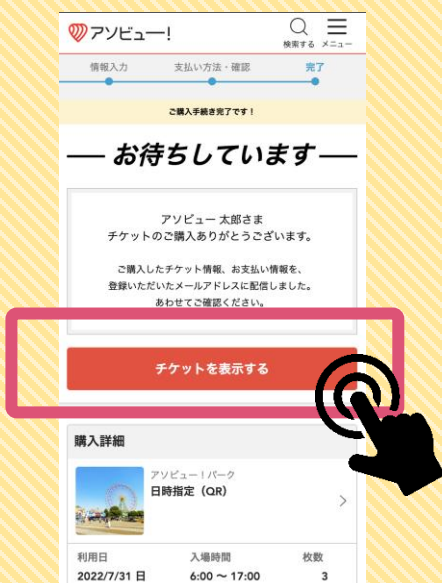 アソビュー!
検索する メニュー
情報入力 支払い方法・確認 完了
ご購入手続き完了です!
お待ちしています
アソビュー 太郎さま
チケットのご購入ありがとうございます。
ご購入したチケット情報、お支払い情報を、
登録いただいたメールアドレスに配信しました。
あわせてご確認ください。
チケットを表示する
購入詳細
アソビュー!パーク
日時指定(QR)
利用日 入場時間 枚数
2022/7/31 日 6:00 〜 17:00 3